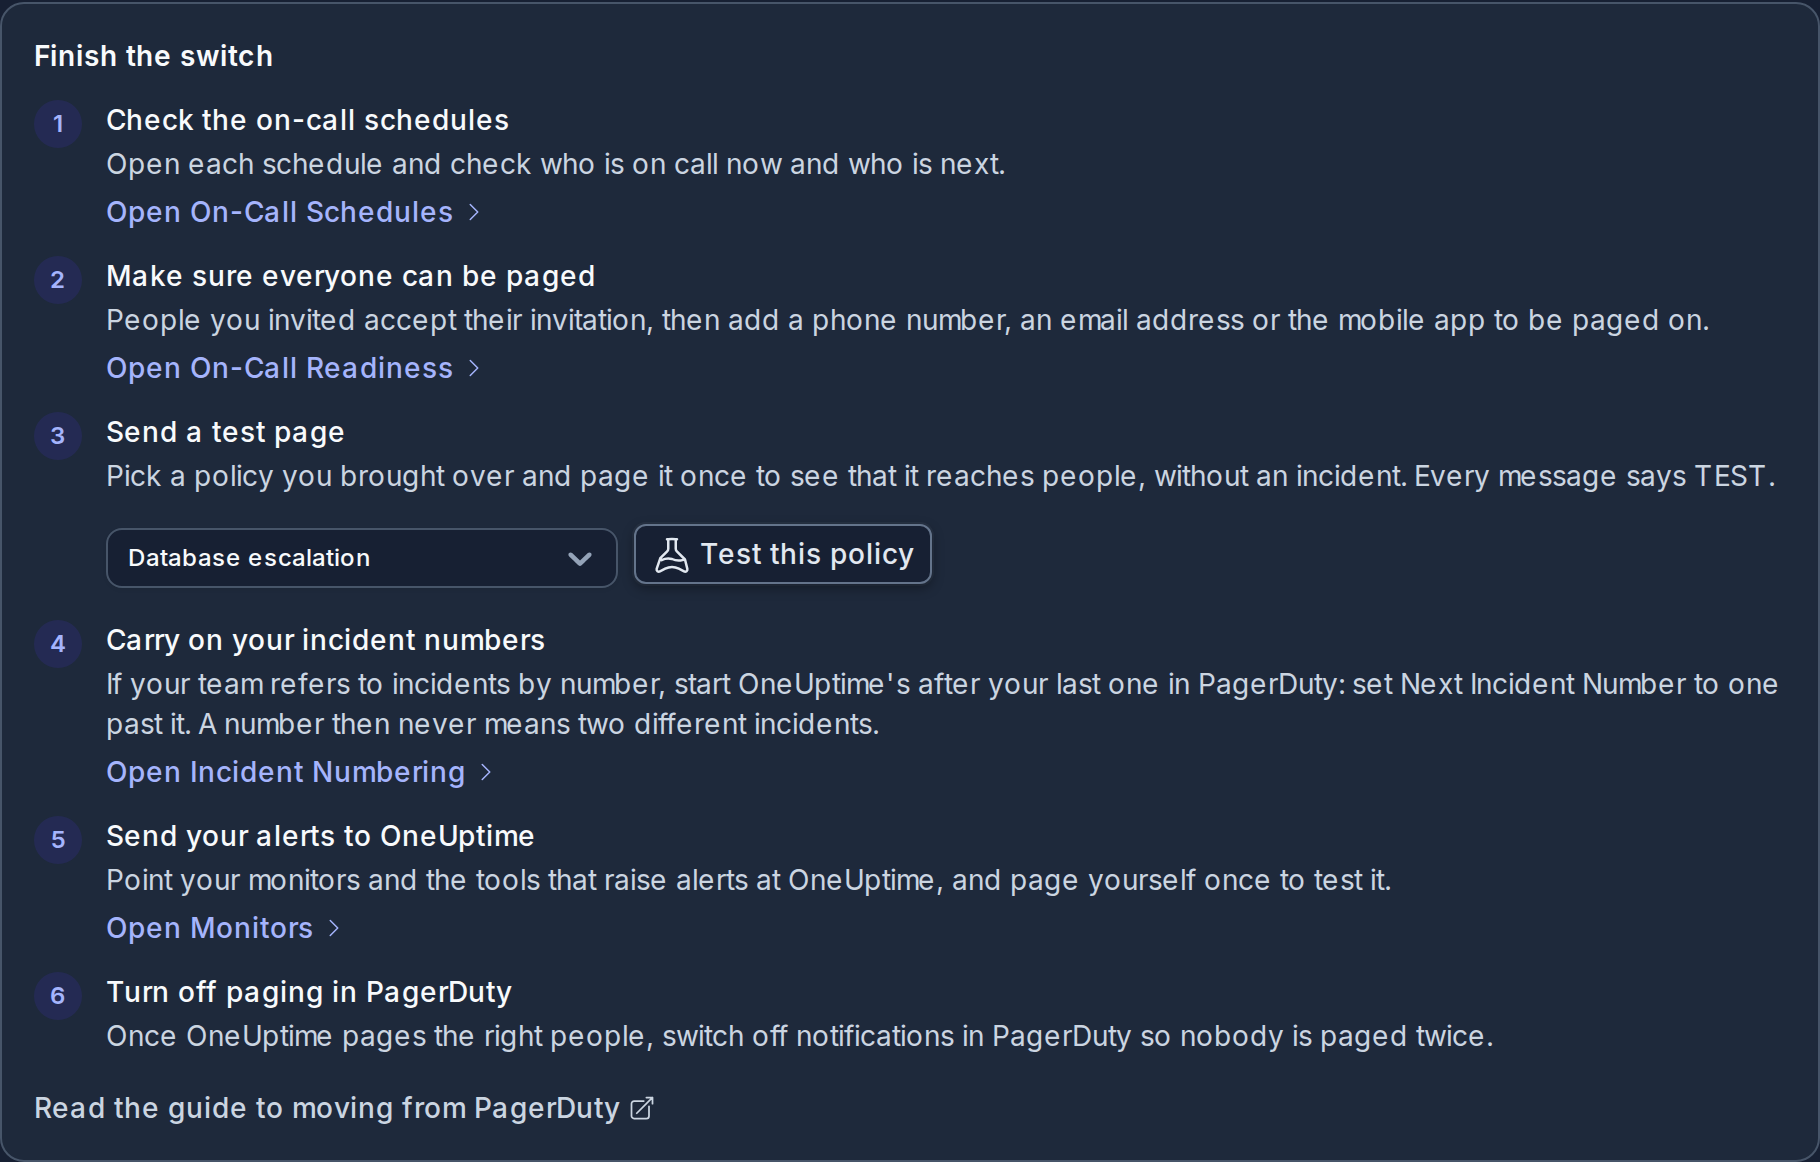 Finish the switch
1
Check the on-call schedules
Open each schedule and check who is on call now and who is next.
Open On-Call Schedules
2
Make sure everyone can be paged
People you invited accept their invitation, then add a phone number, an email address or the mobile app to be paged on.
Open On-Call Readiness
3
Send a test page
Pick a policy you brought over and page it once to see that it reaches people, without an incident. Every message says TEST.
Database escalation
Test this policy
4
Carry on your incident numbers
If your team refers to incidents by number, start OneUptime's after your last one in PagerDuty: set Next Incident Number to one
past it. A number then never means two different incidents.
Open Incident Numbering
5
Send your alerts to OneUptime
Point your monitors and the tools that raise alerts at OneUptime, and page yourself once to test it.
Open Monitors
6
Turn off paging in PagerDuty
Once OneUptime pages the right people, switch off notifications in PagerDuty so nobody is paged twice.
Read the guide to moving from PagerDuty